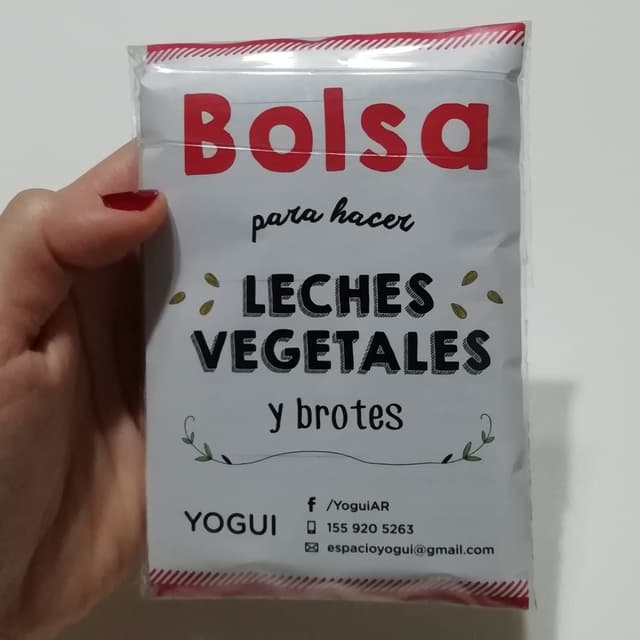 Bolsa
para hacer
LECHES
VEGETALES
y brotes
YOGUI
f /YoguiAR
155 920 5263
espacioyogui@gmail.com